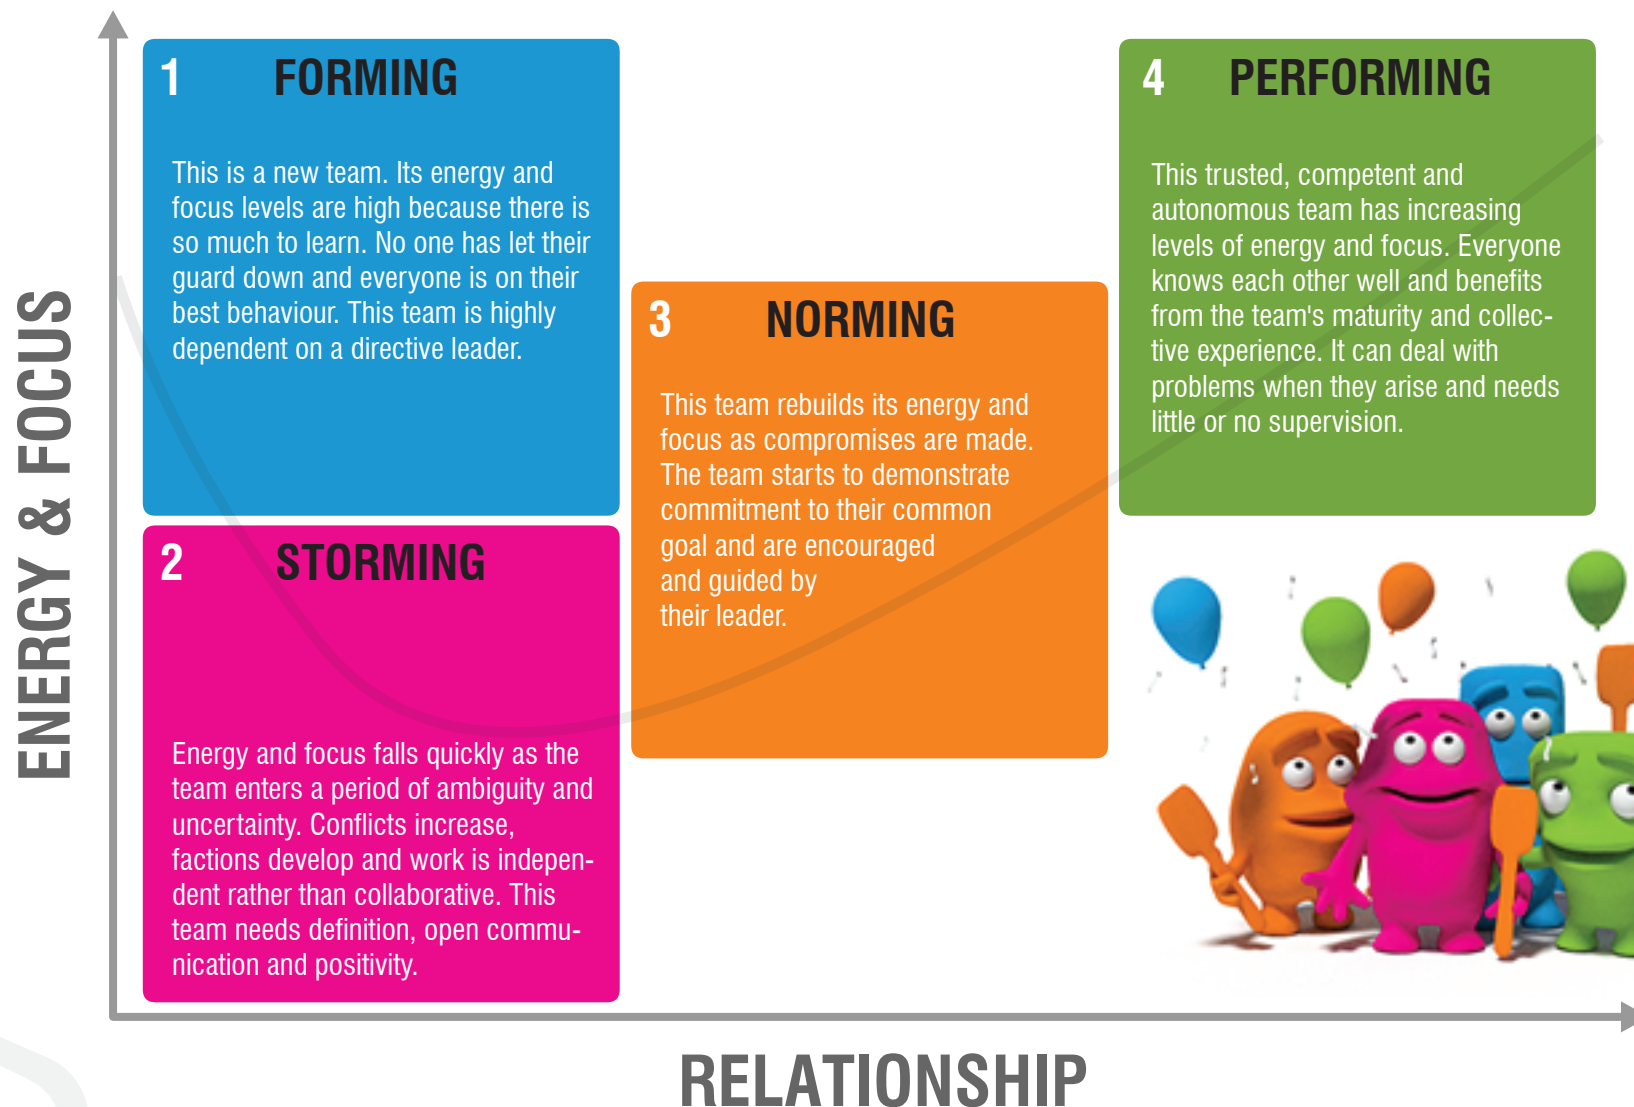 1 FORMING
This is a new team. Its energy and
focus levels are high because there is
so much to learn. No one has let their
guard down and everyone is on their
best behaviour. This team is highly
dependent on a directive leader.
2 STORMING
Energy and focus falls quickly as the
team enters a period of ambiguity and
uncertainty. Conflicts increase,
factions develop and work is indepen-
dent rather than collaborative. This
team needs definition, open commu-
nication and positivity.
3 NORMING
This team rebuilds its energy and
focus as compromises are made.
The team starts to demonstrate
commitment to their common
goal and are encouraged
and guided by
their leader.
4 PERFORMING
This trusted, competent and
autonomous team has increasing
levels of energy and focus. Everyone
knows each other well and benefits
from the team's maturity and collec-
tive experience. It can deal with
problems when they arise and needs
little or no supervision.
ENERGY & FOCUS
RELATIONSHIP